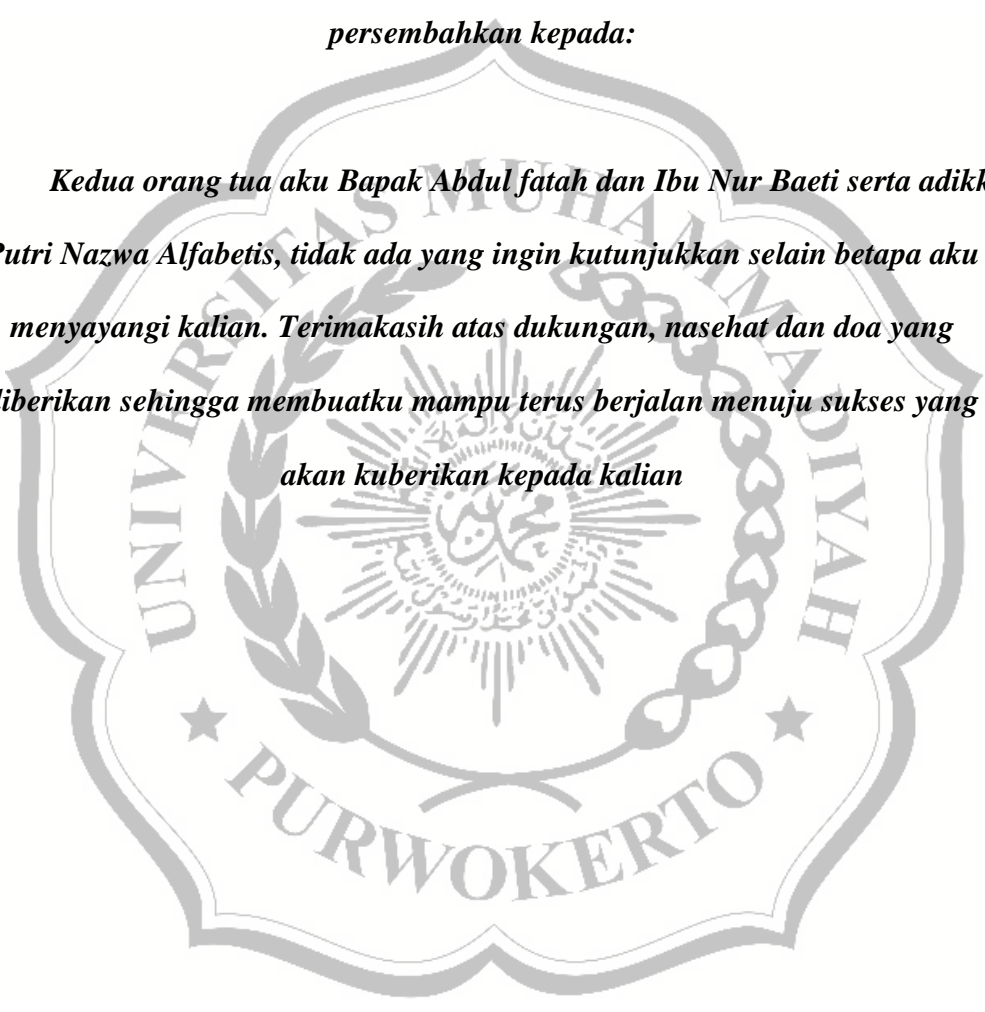 persembahkan kepada:
Kedua orang tua aku Bapak Abdul fatah dan Ibu Nur Baeti serta adikk
Putri Nazwa Alfabetis, tidak ada yang ingin kutunjukkan selain betapa aku
menyayangi kalian. Terimakasih atas dukungan, nasehat dan doa yang
diberikan sehingga membuatku mampu terus berjalan menuju sukses yang
akan kuberikan kepada kalian
UNIVERSITAS MUHAMMADIYAH
PURWOKERTO